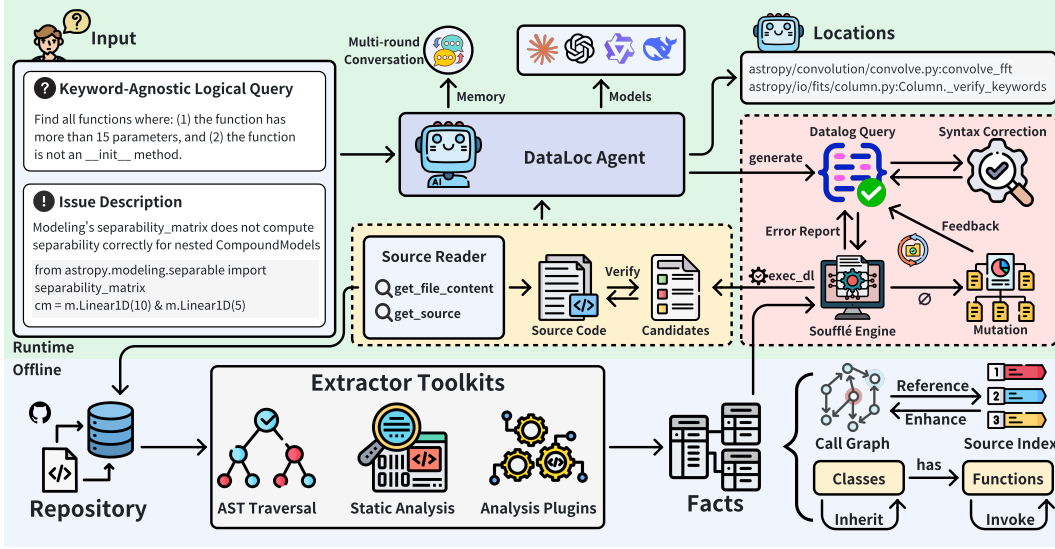 Input
Keyword-Agnostic Logical Query
Find all functions where: (1) the function has
more than 15 parameters, and (2) the function
is not an __init__ method.
Issue Description
Modeling's separability_matrix does not compute
separability correctly for nested CompoundModels
from astropy.modeling.separable import
separability_matrix
cm = m.Linear1D(10) & m.Linear1D(5)
Runtime
Offline
Multi-round
Conversation
Memory
Models
AI
DataLoc Agent
Locations
astropy/convolution/convolve.py:convolve_fft
astropy/io/fits/column.py:Column._verify_keywords
generate
Datalog Query
Syntax Correction
Error Report
Feedback
exec_dl
Soufflé Engine
∅
Mutation
Source Reader
get_file_content
get_source
Source Code
Verify
Candidates
Repository
Extractor Toolkits
AST Traversal
Static Analysis
Analysis Plugins
Facts
Call Graph
Reference
Enhance
1
2
3
Source Index
Classes
has
Functions
Inherit
Invoke